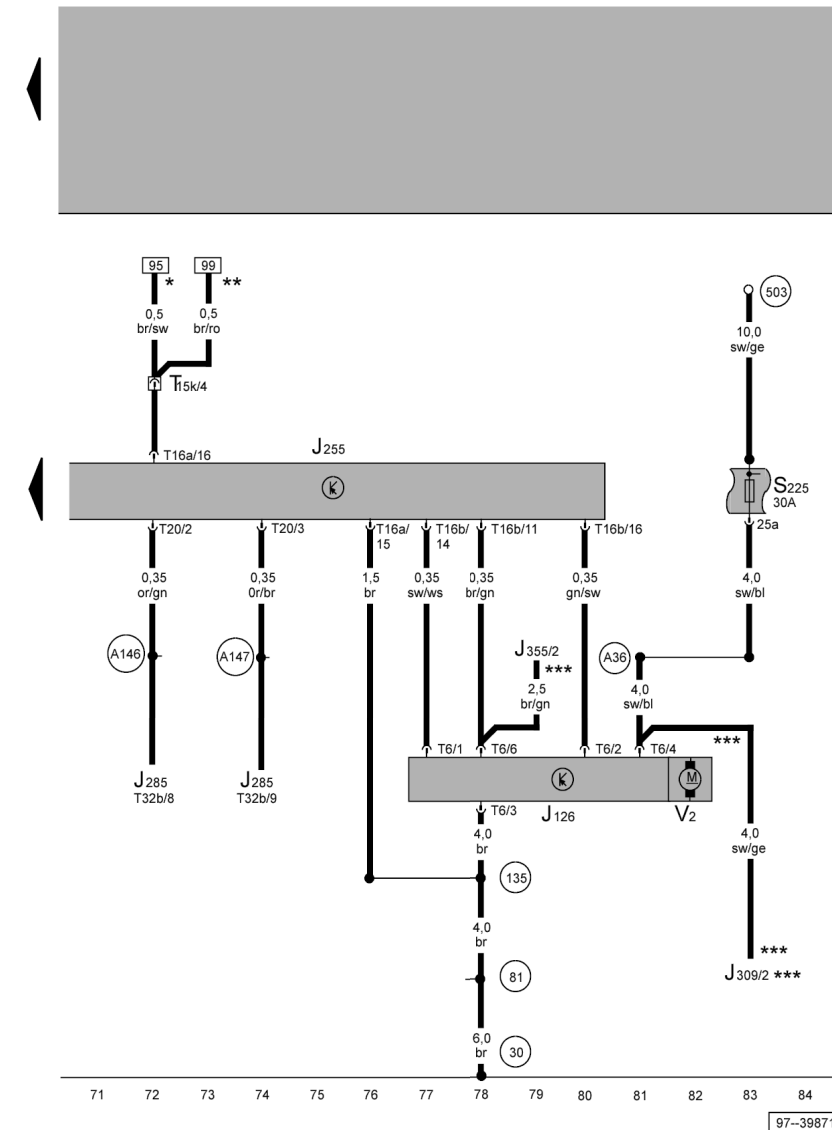 95 * 99 **
0,5 0,5
br/sw br/ro
T15k/4
503
10,0
sw/ge
T16a/16
J255
S225
30A
25a
T20/2 T20/3 T16a/ T16b/ T16b/11 T16b/16
15 14
0,35 0,35 1,5 0,35 0,35 0,35 4,0
or/gn 0r/br br sw/ws br/gn gn/sw sw/bl
A146 A147 J355/2 A36
***
2,5 4,0
br/gn sw/bl
***
T6/1 T6/6 T6/2 T6/4
J285 J285 M
T32b/8 T32b/9
T6/3 J126 V2
4,0 4,0
br sw/ge
135
4,0
br
***
81 J309/2 ***
6,0
br 30
71 72 73 74 75 76 77 78 79 80 81 82 83 84
97--39871